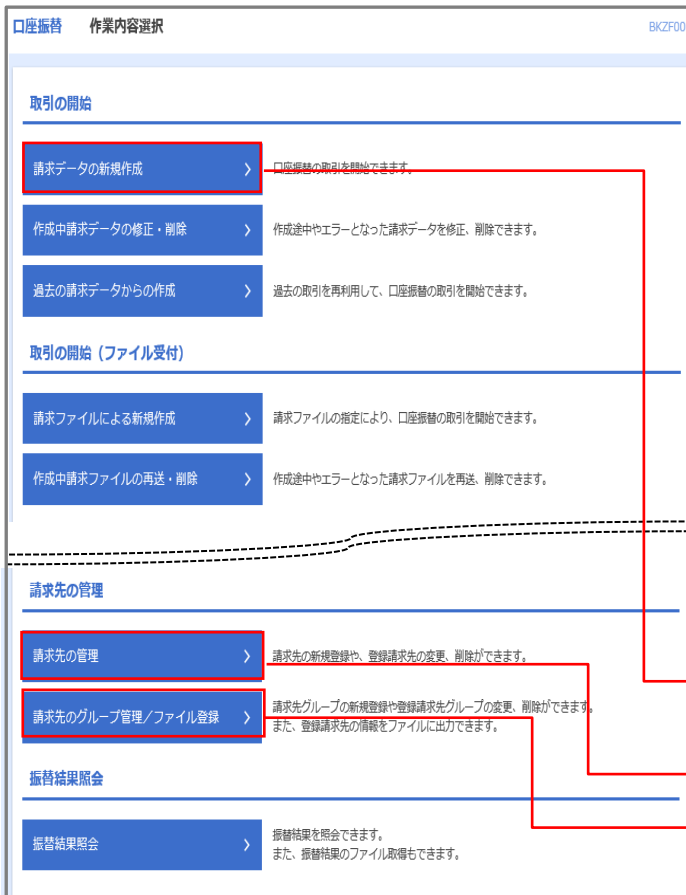 口座振替 作業内容選択 BKZF00
取引の開始
請求データの新規作成 口座振替の取引を開始できます。
作成中請求データの修正・削除 作成途中やエラーとなった請求データを修正、削除できます。
過去の請求データからの作成 過去の取引を再利用して、口座振替の取引を開始できます。
取引の開始（ファイル受付）
請求ファイルによる新規作成 請求ファイルの指定により、口座振替の取引を開始できます。
作成中請求ファイルの再送・削除 作成途中やエラーとなった請求ファイルを再送、削除できます。
請求先の管理
請求先の管理 請求先の新規登録や、登録請求先の変更、削除ができます。
請求先のグループ管理／ファイル登録 請求先グループの新規登録や登録請求先グループの変更、削除ができます。
また、登録請求先の情報をファイルに出力できます。
振替結果照会
振替結果照会 振替結果を照会できます。
また、振替結果のファイル取得もできます。